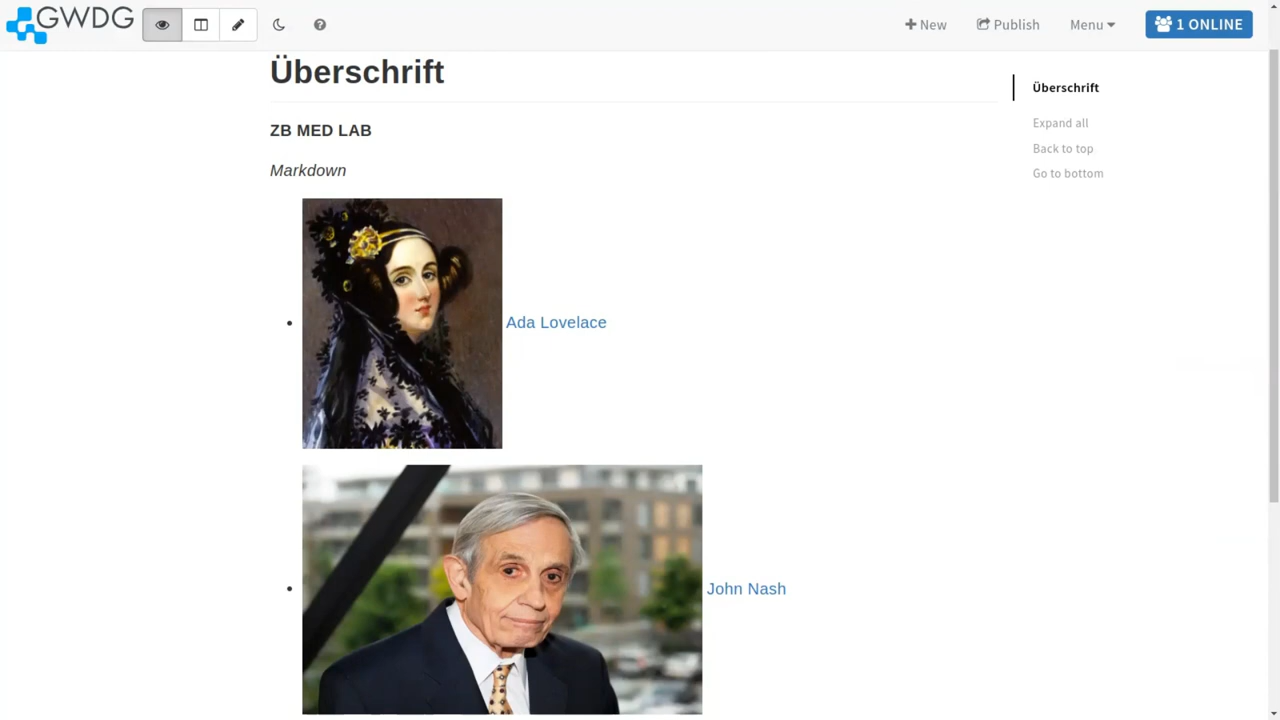 GWDG
New
Publish
Menu
1 ONLINE
Überschrift
ZB MED LAB
Markdown
Ada Lovelace
John Nash
Überschrift
Expand all
Back to top
Go to bottom